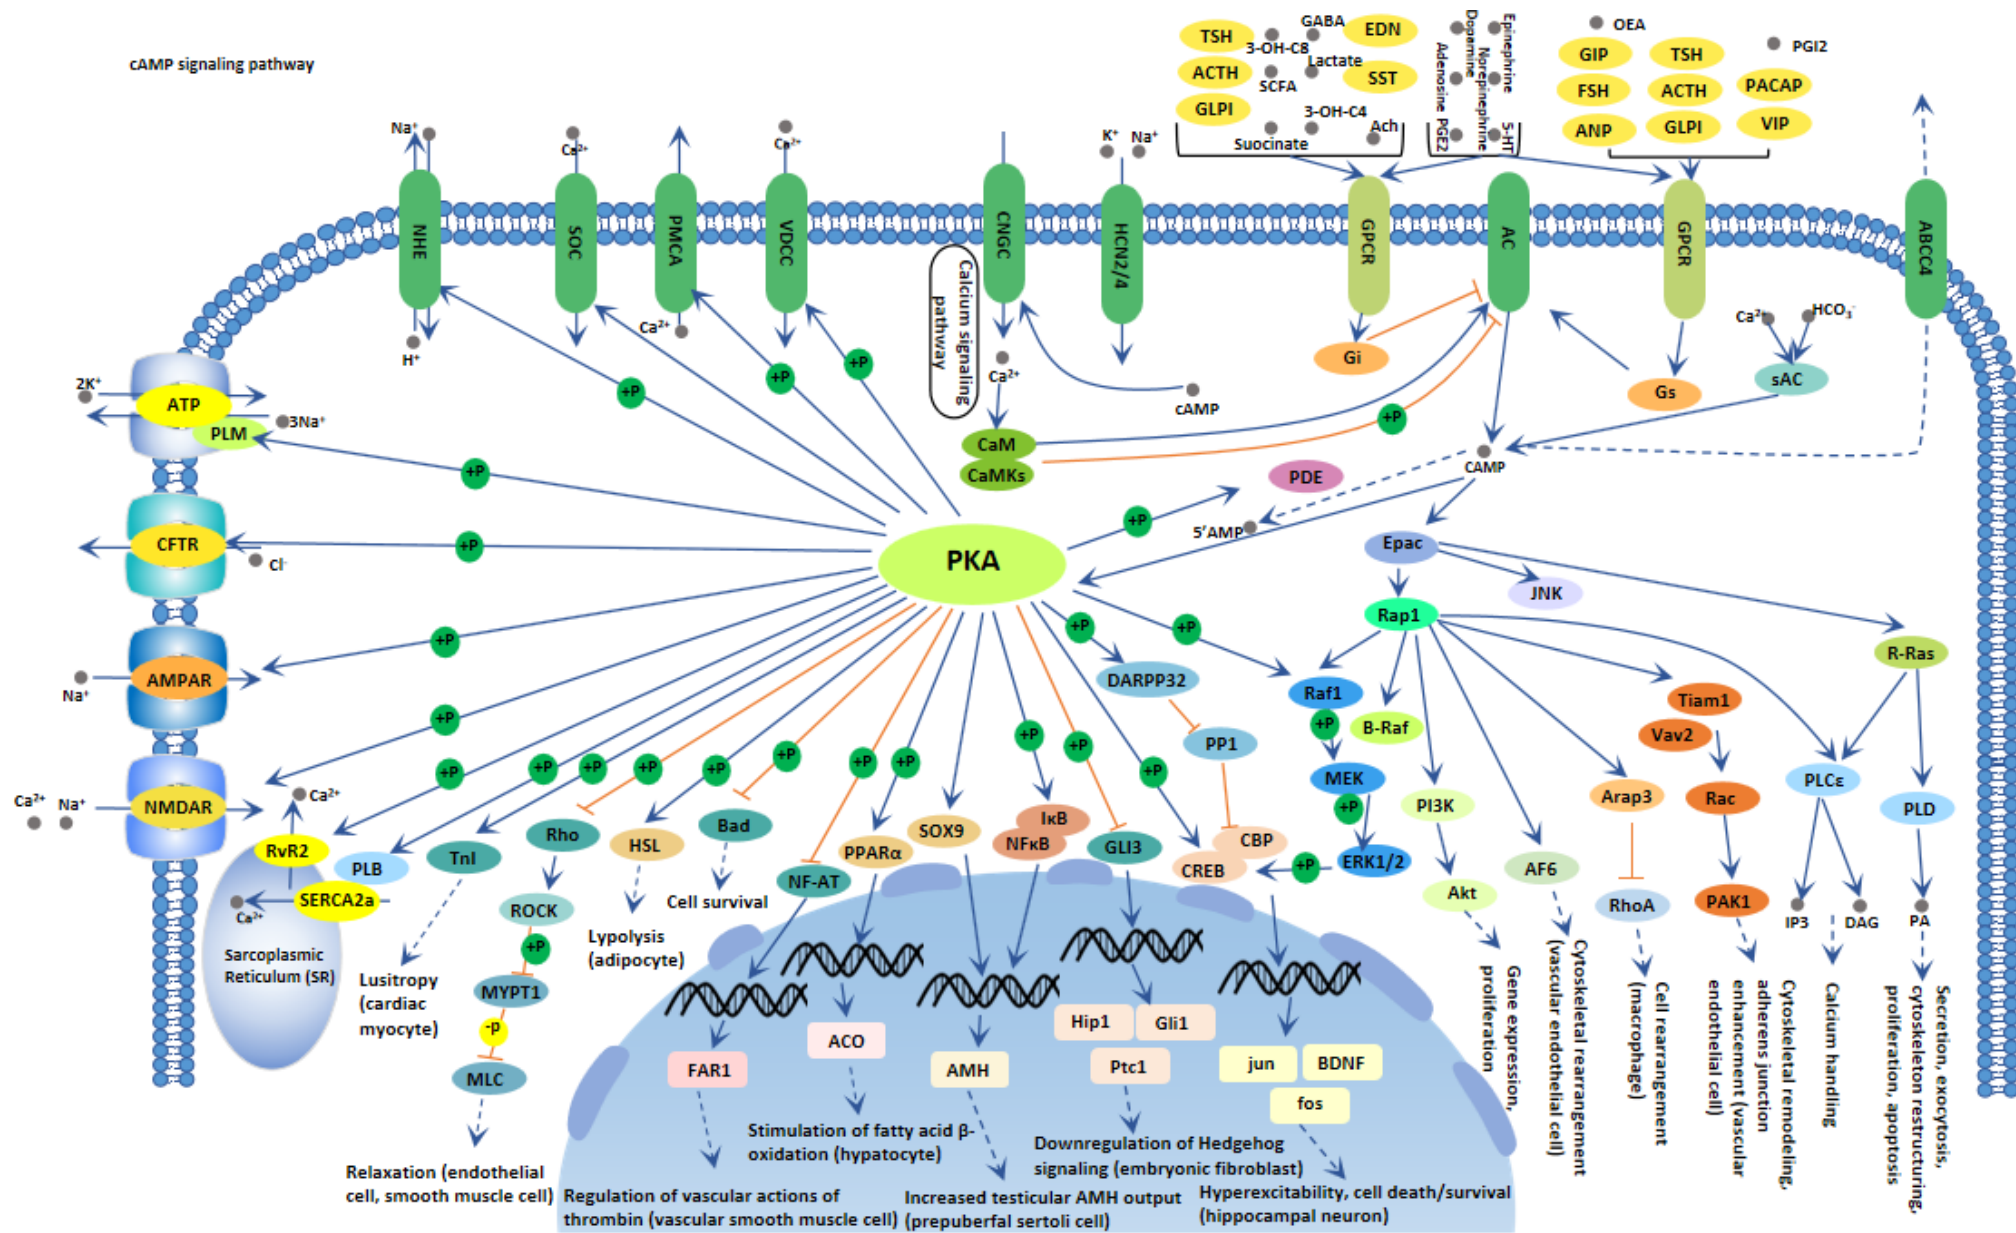 cAMP signaling pathway
TSH
GABA
EDN
3-OH-C8
ACTH
Lactate
SCFA
SST
GLPI
3-OH-C4
Ach
Suocinate
Dopamine
Epinephrine
Adenosine
Norepinephrine
PGE2
5-HT
OEA
GIP
TSH
PGI2
FSH
ACTH
PACAP
ANP
GLPI
VIP
Na⁺
Ca²⁺
Ca²⁺
K⁺
Na⁺
NHE
SOC
PMCA
VDCC
CNGC
HCN2/4
GPCR
AC
GPCR
ABCC4
H⁺
Ca²⁺
Calcium signaling
pathway
Ca²⁺
cAMP
Gi
Gs
Ca²⁺
HCO₃⁻
sAC
2K⁺
ATP
PLM
3Na⁺
+P
+P
+P
+P
+P
CaM
CaMKs
CAMP
PDE
5'AMP
+P
CFTR
Cl⁻
+P
PKA
Epac
JNK
Rap1
R-Ras
AMPAR
Na⁺
+P
+P
+P
DARPP32
Raf1
+P
B-Raf
PP1
Tiam1
Vav2
NMDAR
Ca²⁺
Na⁺
Ca²⁺
+P
+P
+P
+P
+P
+P
+P
+P
+P
+P
+P
+P
MEK
+P
ERK1/2
+P
PI3K
Akt
Arap3
Rac
PLCε
PLD
RvR2
PLB
SERCA2a
Ca²⁺
Sarcoplasmic
Reticulum (SR)
TnI
Rho
HSL
Bad
PPARα
SOX9
IκB
NFκB
GLI3
CBP
CREB
NF-AT
AF6
RhoA
PAK1
IP3
DAG
PA
Cell survival
ROCK
+P
MYPT1
-p
MLC
Lypolysis
(adipocyte)
Lusitropy
(cardiac
myocyte)
FAR1
ACO
AMH
Hip1
Gli1
Ptc1
jun
BDNF
fos
Relaxation (endothelial
cell, smooth muscle cell)
Regulation of vascular actions of
thrombin (vascular smooth muscle cell)
Stimulation of fatty acid β-
oxidation (hypatocyte)
Increased testicular AMH output
(prepuberfal sertoli cell)
Downregulation of Hedgehog
signaling (embryonic fibroblast)
Hyperexcitability, cell death/survival
(hippocampal neuron)
Gene expression,
proliferation
Cytoskeletal rearrangement
(vascular endothelial cell)
Cell rearrangement
(macrophage)
Cytoskeletal remodeling,
adherens junction
enhancement (vascular
endothelial cell)
Calcium handling
Secretion, exocytosis,
cytoskeleton restructuring,
proliferation, apoptosis